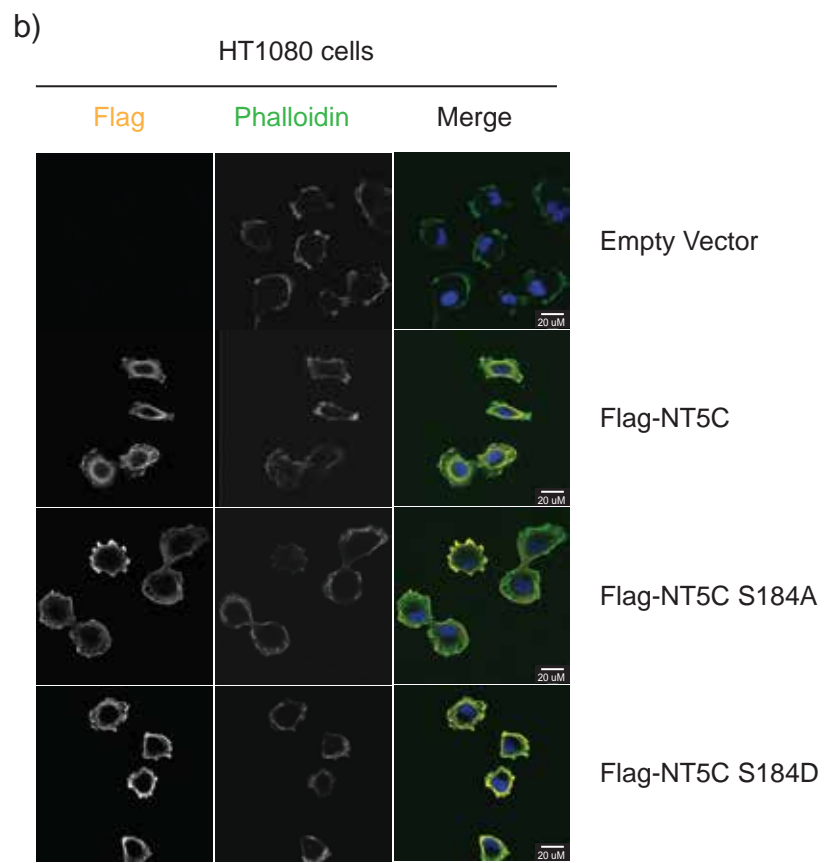 b)
HT1080 cells
Flag Phalloidin Merge
Empty Vector
20 uM
Flag-NT5C
20 uM
Flag-NT5C S184A
20 uM
Flag-NT5C S184D
20 uM